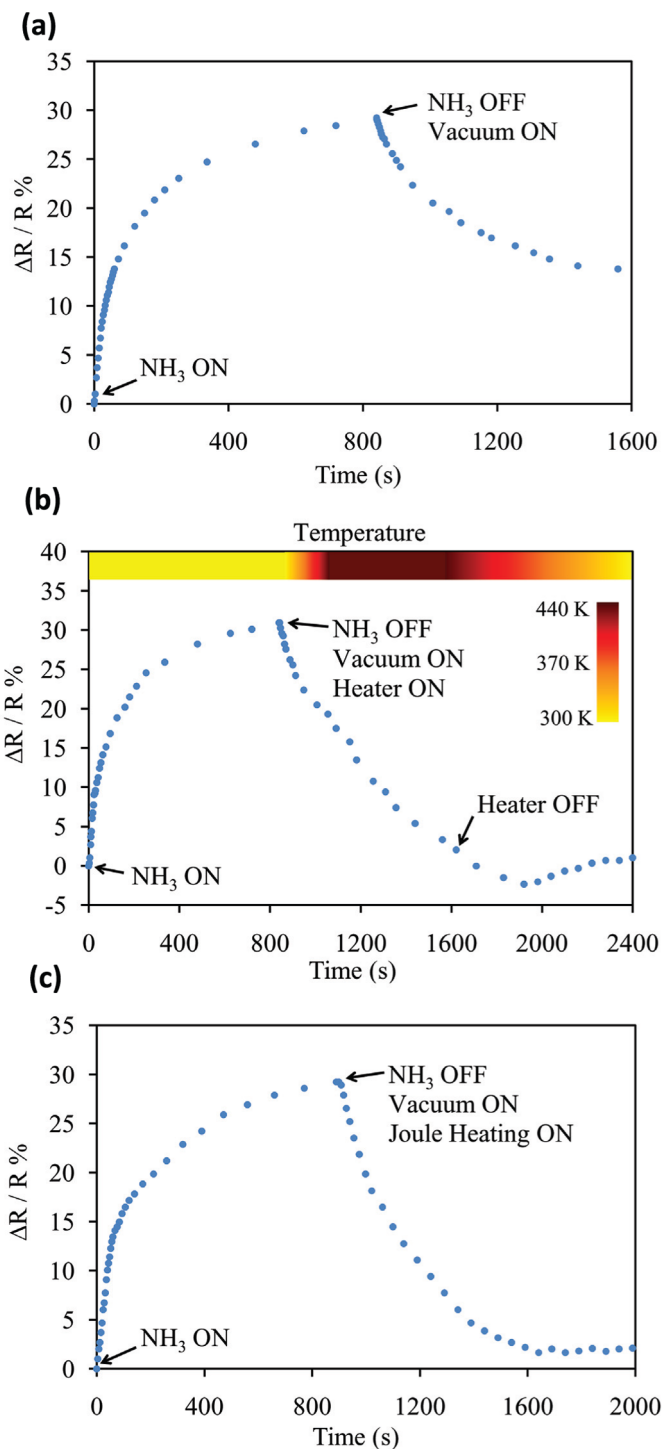 (a)
35
30
25
20
15
10
5
0
ΔR / R %
NH₃ OFF
Vacuum ON
NH₃ ON
0 400 800 1200 1600
Time (s)
(b)
Temperature
40
35
30
25
20
15
10
5
0
-5
ΔR / R %
NH₃ OFF
Vacuum ON
Heater ON
440 K
370 K
300 K
Heater OFF
NH₃ ON
0 400 800 1200 1600 2000 2400
Time (s)
(c)
35
30
25
20
15
10
5
0
ΔR / R %
NH₃ OFF
Vacuum ON
Joule Heating ON
NH₃ ON
0 400 800 1200 1600 2000
Time (s)